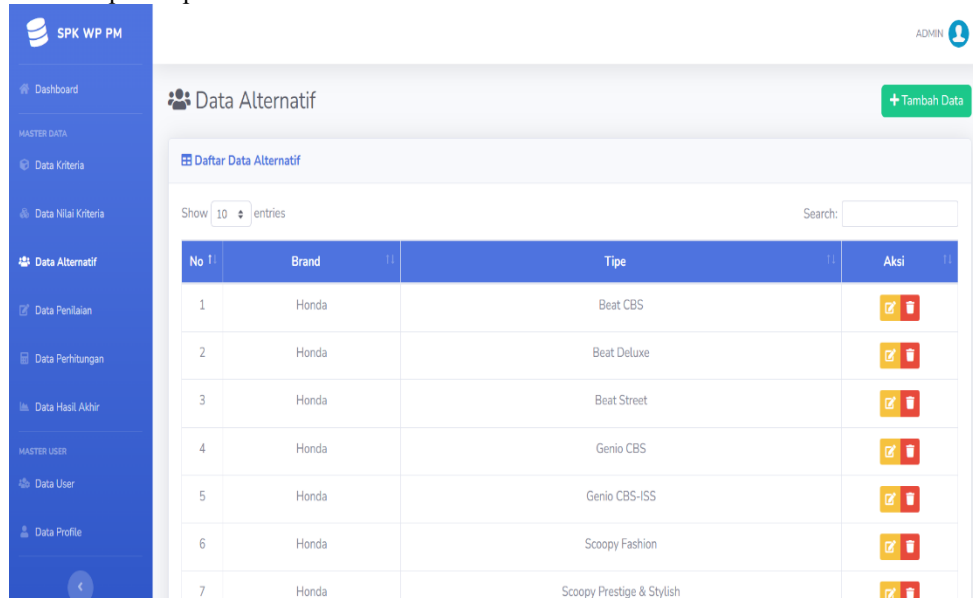 SPK WP PM
ADMIN
Dashboard
Data Alternatif
+ Tambah Data
MASTER DATA
Data Kriteria
Daftar Data Alternatif
Data Nilai Kriteria
Show 10 entries
Search:
Data Alternatif
No Brand Tipe Aksi
1 Honda Beat CBS
Data Penilaian
2 Honda Beat Deluxe
Data Perhitungan
3 Honda Beat Street
Data Hasil Akhir
4 Honda Genio CBS
MASTER USER
Data User
5 Honda Genio CBS-ISS
Data Profile
6 Honda Scoopy Fashion
7 Honda Scoopy Prestige & Stylish